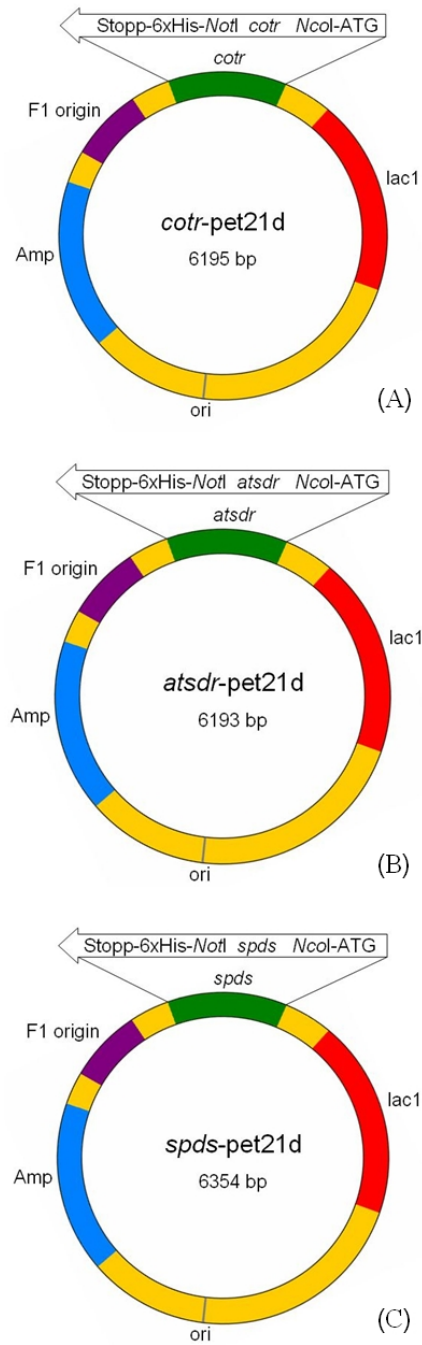 Stopp-6xHis-NotI cotr NcoI-ATG
cotr
F1 origin
lac1
cotr-pet21d
6195 bp
Amp
ori
(A)
Stopp-6xHis-NotI atsdr NcoI-ATG
atsdr
F1 origin
lac1
atsdr-pet21d
6193 bp
Amp
ori
(B)
Stopp-6xHis-NotI spds NcoI-ATG
spds
F1 origin
lac1
spds-pet21d
6354 bp
Amp
ori
(C)